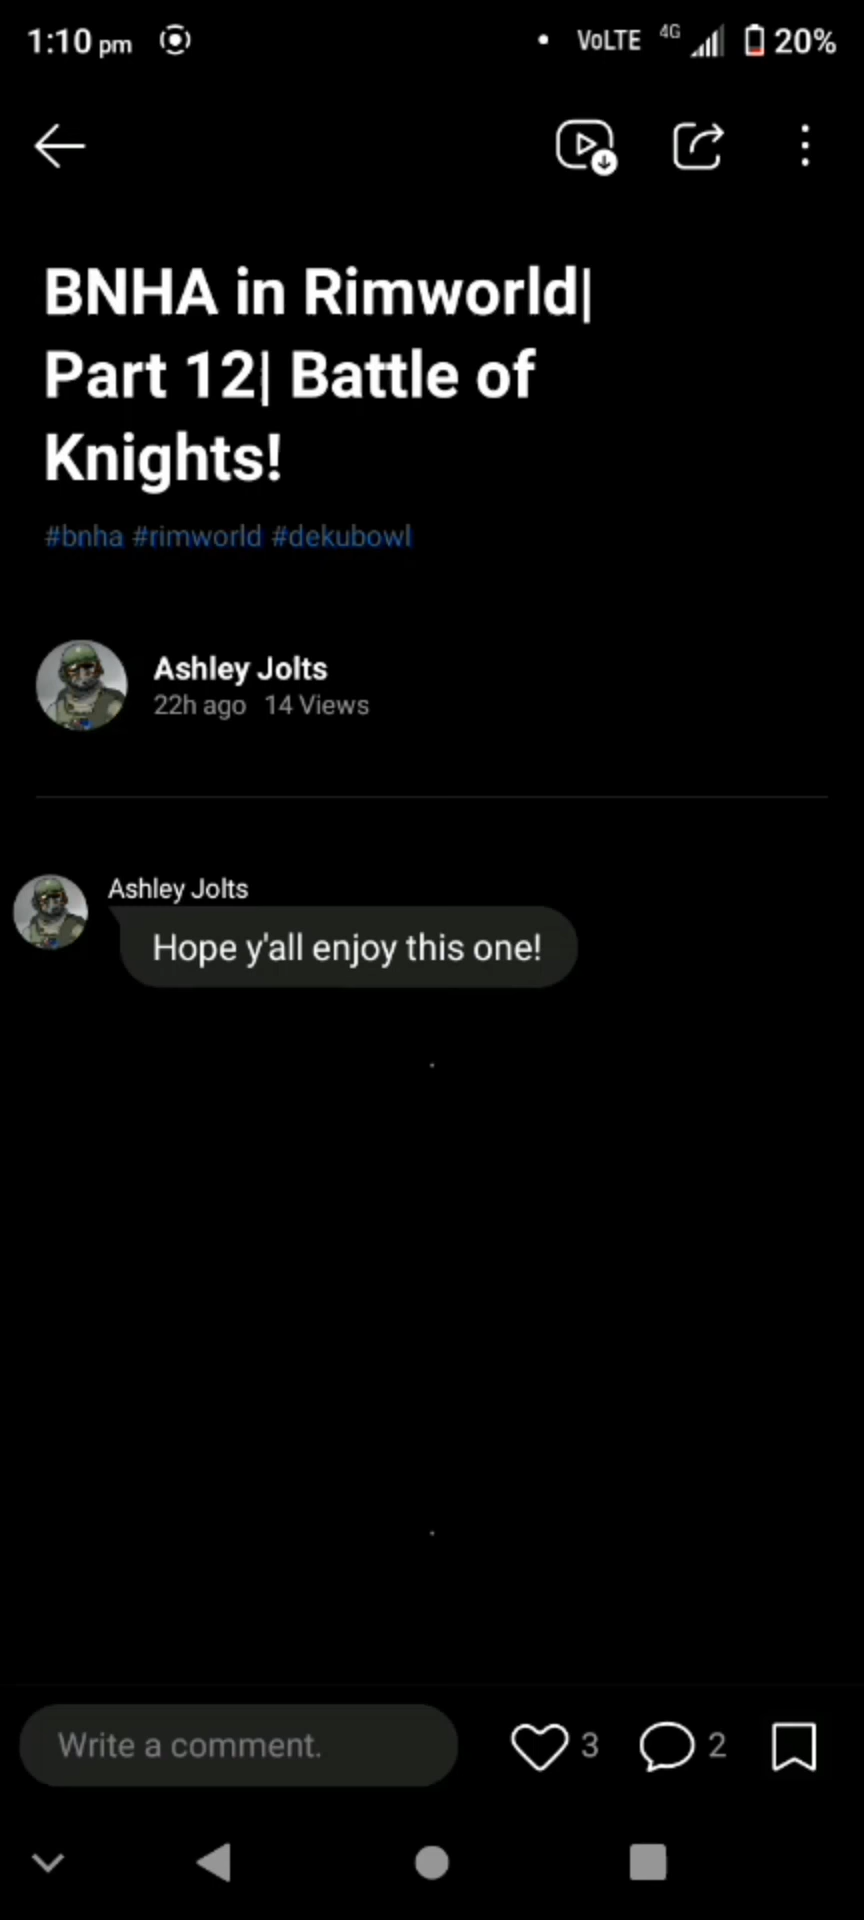 1:10 pm VoLTE 4G 20%
BNHA in Rimworld|
Part 12| Battle of
Knights!
#bnha #rimworld #dekubowl
Ashley Jolts
22h ago 14 Views
Ashley Jolts
Hope y'all enjoy this one!
Write a comment. 3 2